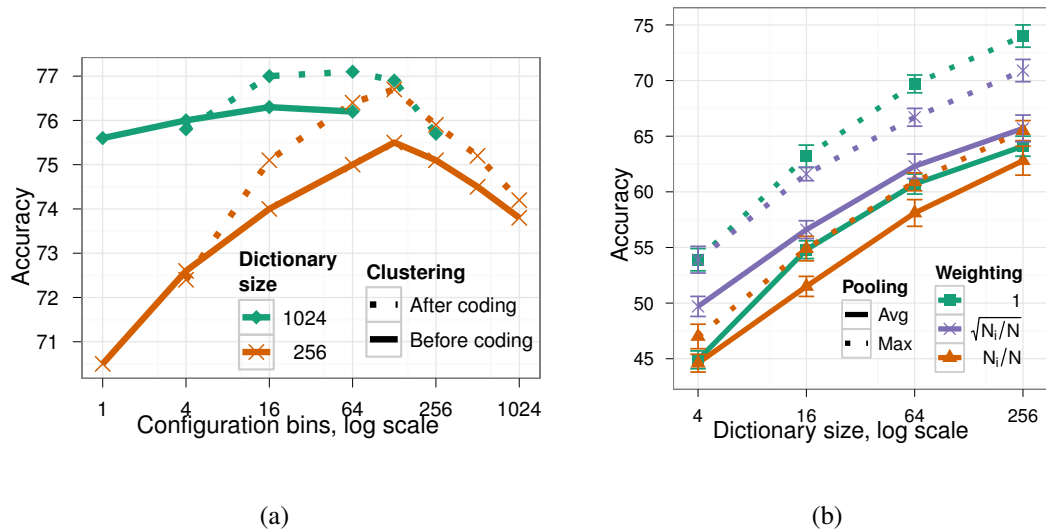 77
76
75
74
73
72
71
Accuracy
Dictionary
size
1024
256
Clustering
After coding
Before coding
1
4
16
64
256
1024
Configuration bins, log scale
(a)
75
70
65
60
55
50
45
Accuracy
Pooling
Avg
Max
Weighting
1
√Nᵢ/N
Nᵢ/N
4
16
64
256
Dictionary size, log scale
(b)